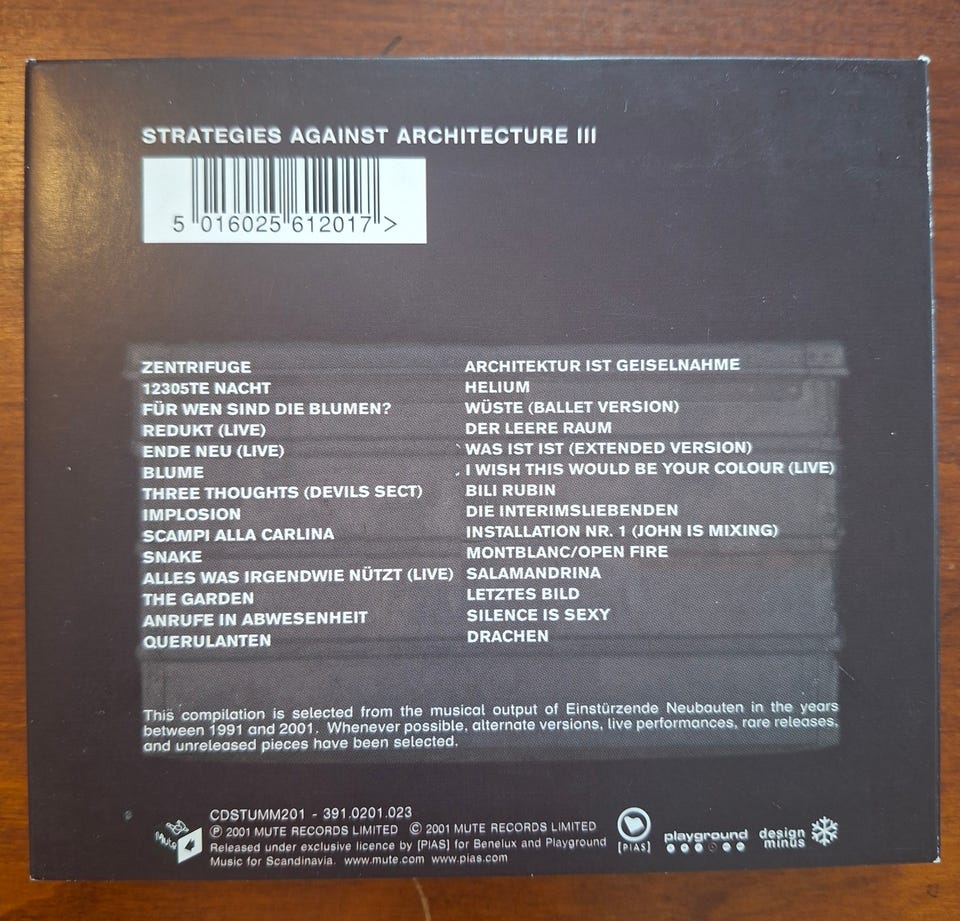 STRATEGIES AGAINST ARCHITECTURE III
5 016025 612017 >
ZENTRIFUGE
12305TE NACHT
FÜR WEN SIND DIE BLUMEN?
REDUKT (LIVE)
ENDE NEU (LIVE)
BLUME
THREE THOUGHTS (DEVILS SECT)
IMPLOSION
SCAMPI ALLA CARLINA
SNAKE
ALLES WAS IRGENDWIE NÜTZT (LIVE)
THE GARDEN
ANRUFE IN ABWESENHEIT
QUERULANTEN
ARCHITEKTUR IST GEISELNAHME
HELIUM
WÜSTE (BALLET VERSION)
DER LEERE RAUM
WAS IST IST (EXTENDED VERSION)
I WISH THIS WOULD BE YOUR COLOUR (LIVE)
BILI RUBIN
DIE INTERIMSLIEBENDEN
INSTALLATION NR. 1 (JOHN IS MIXING)
MONTBLANC/OPEN FIRE
SALAMANDRINA
LETZTES BILD
SILENCE IS SEXY
DRACHEN
This compilation is selected from the musical output of Einstürzende Neubauten in the years
between 1991 and 2001. Whenever possible, alternate versions, live performances, rare releases,
and unreleased pieces have been selected.
Mute
CDSTUMM201 - 391.0201.023
℗ 2001 MUTE RECORDS LIMITED © 2001 MUTE RECORDS LIMITED
Released under exclusive licence by [PIAS] for Benelux and Playground
Music for Scandinavia. www.mute.com www.pias.com
[PIAS]
playground
design
minus